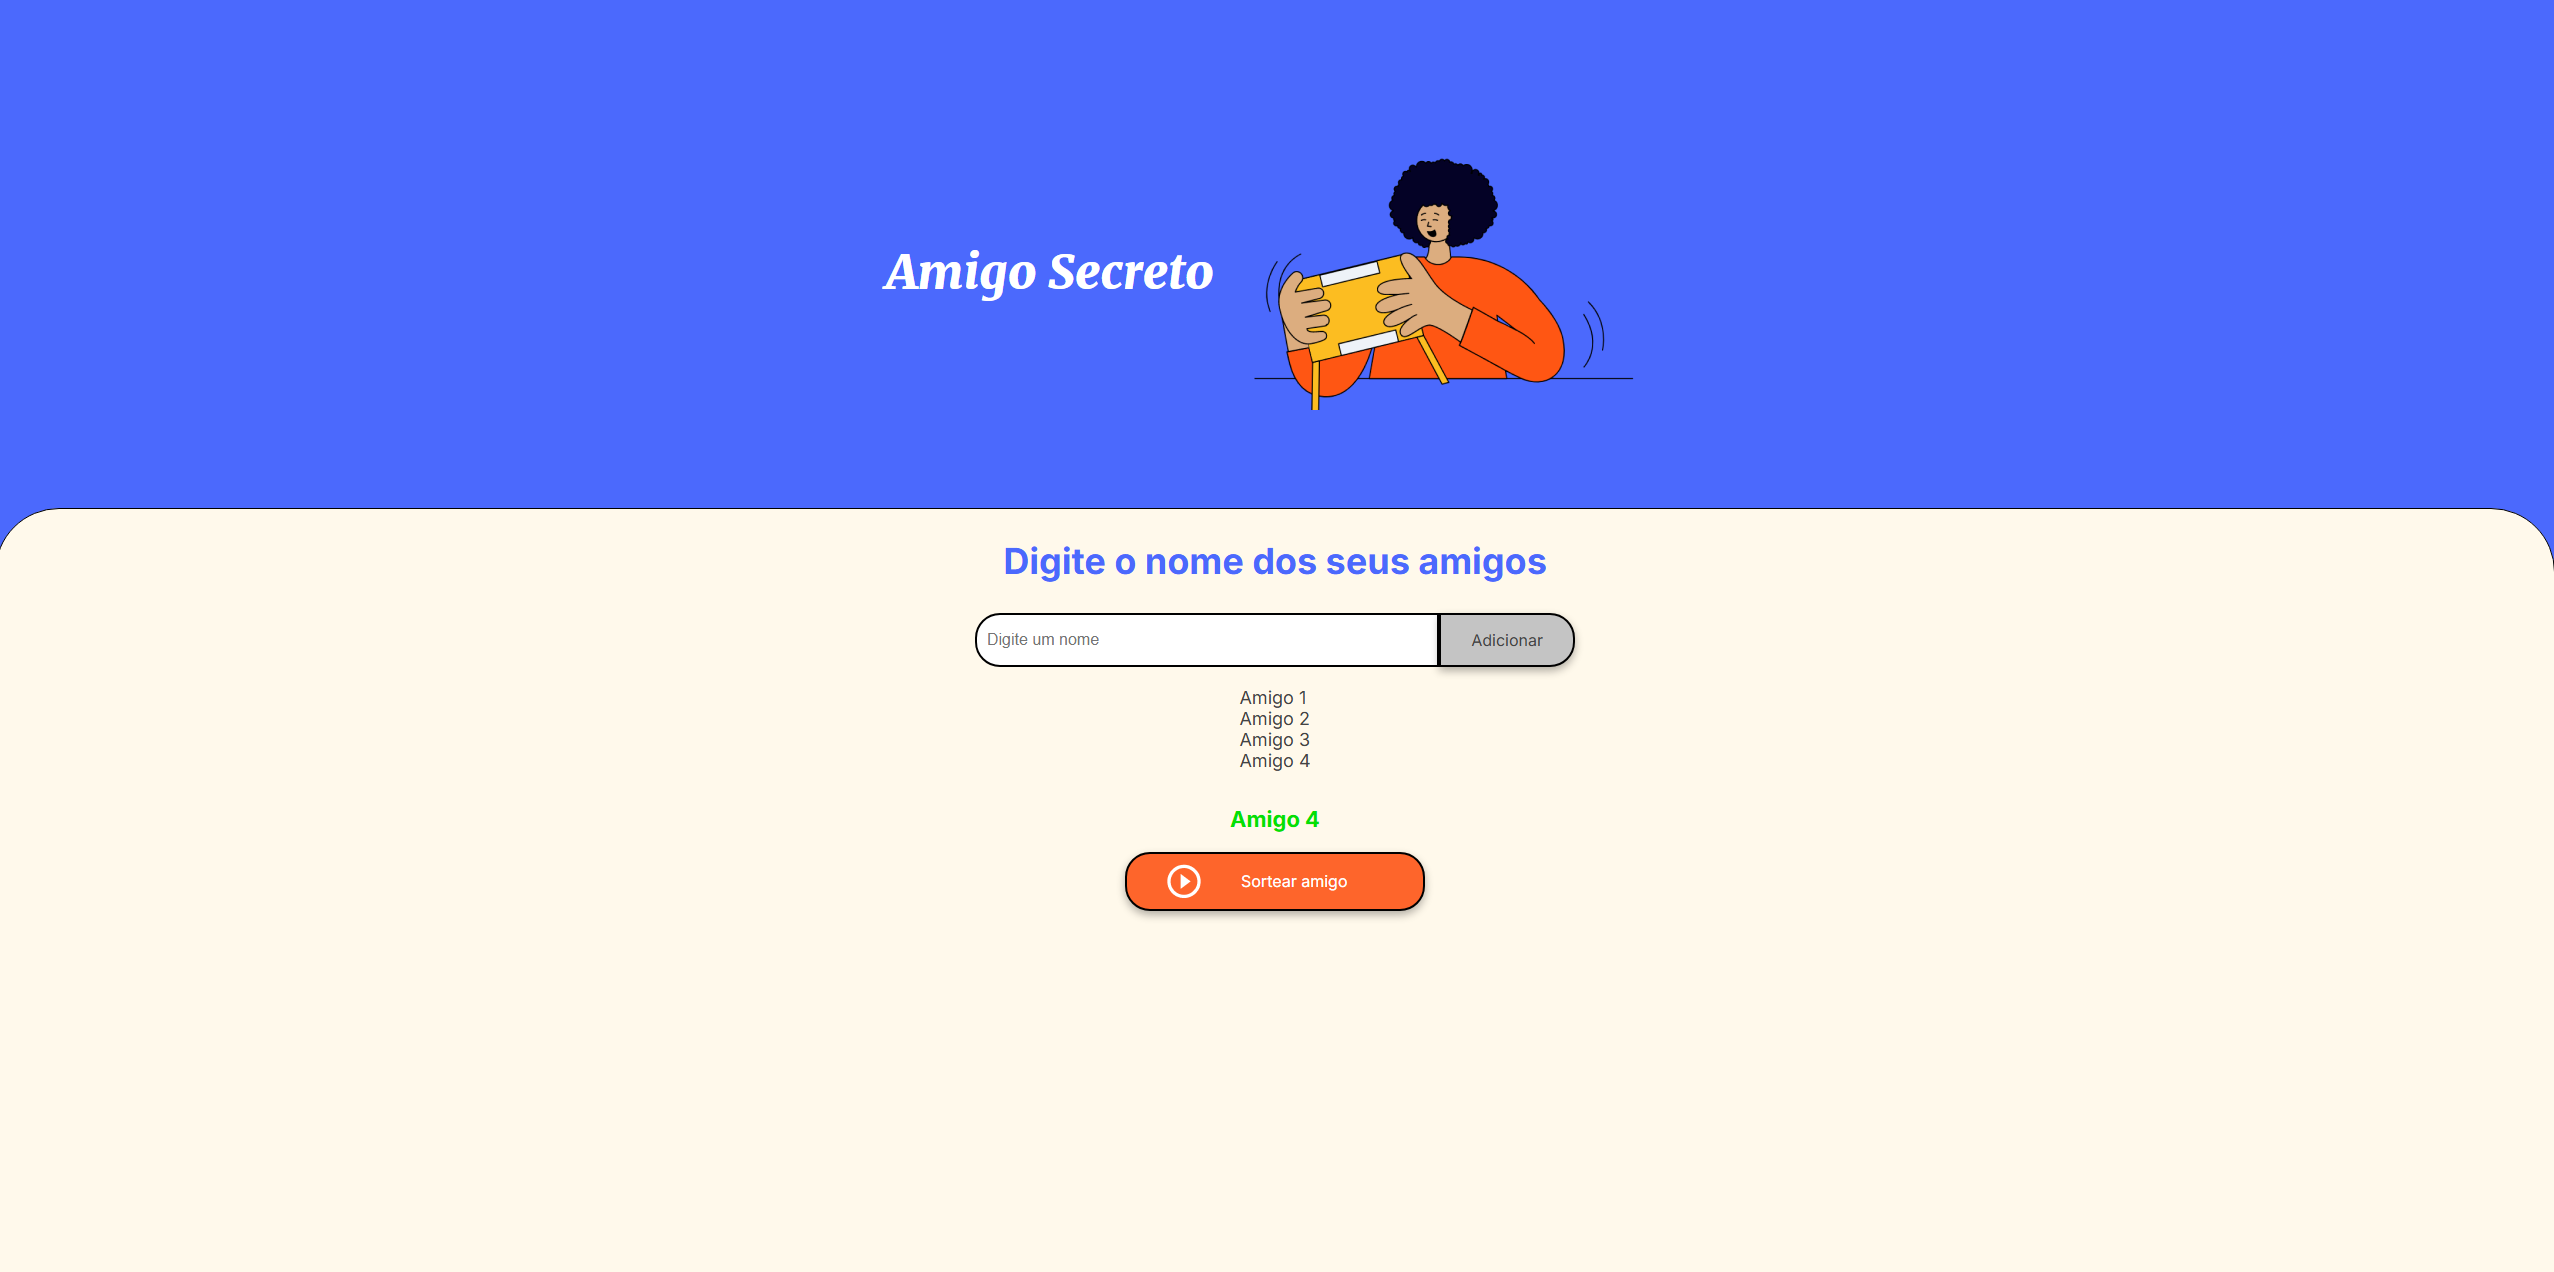 Amigo Secreto
Digite o nome dos seus amigos
Digite um nome
Adicionar
Amigo 1
Amigo 2
Amigo 3
Amigo 4
Amigo 4
Sortear amigo